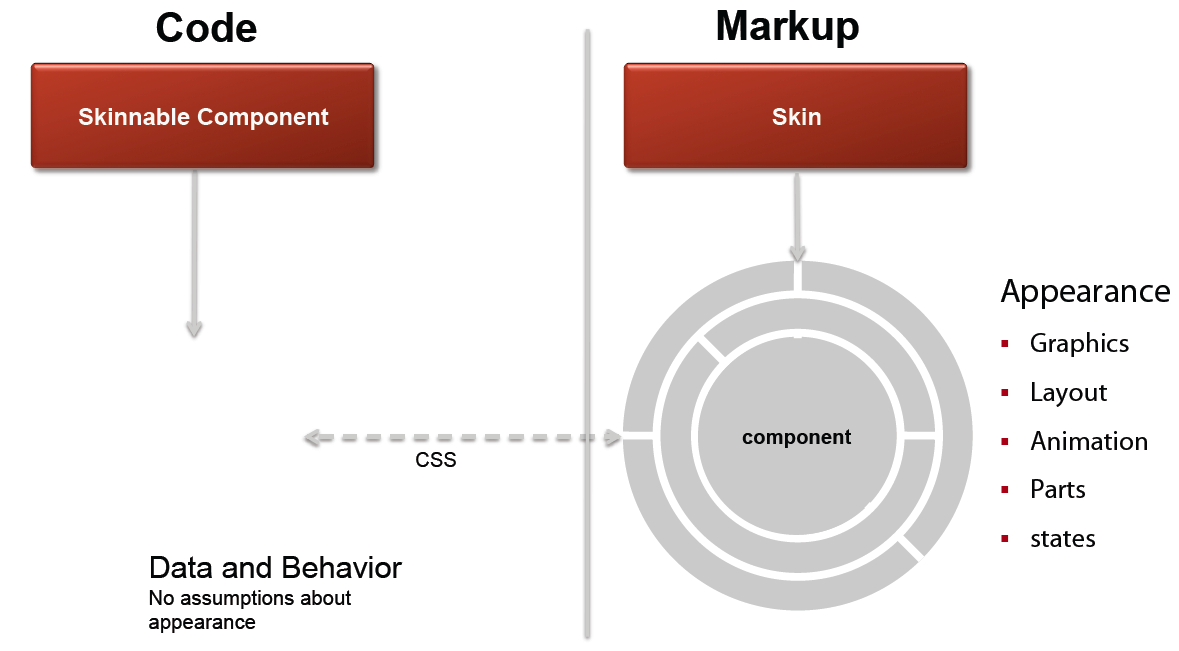 Code
Markup
Skinnable Component
Skin
Appearance
Graphics
Layout
Animation
Parts
states
component
CSS
Data and Behavior
No assumptions about
appearance